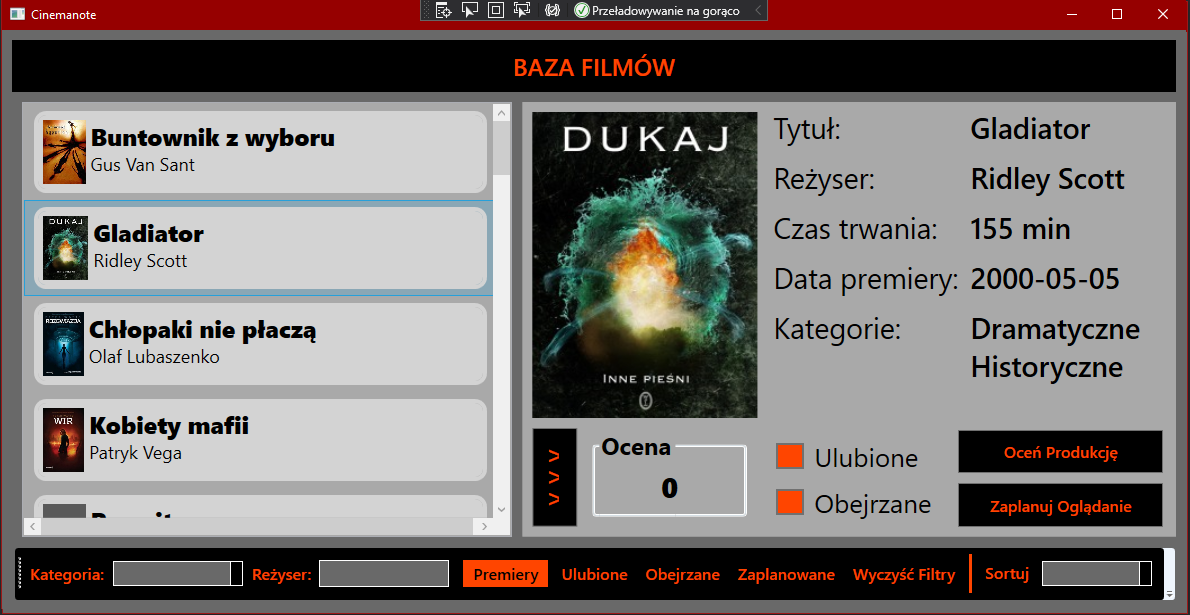 Cinemanote
Przeładowywanie na gorąco
BAZA FILMÓW
Buntownik z wyboru
Gus Van Sant
DUKAJ
Gladiator
Ridley Scott
Chłopaki nie płaczą
Olaf Lubaszenko
WIR
Kobiety mafii
Patryk Vega
DUKAJ
INNE PIEŚNI
Tytuł: Gladiator
Reżyser: Ridley Scott
Czas trwania: 155 min
Data premiery: 2000-05-05
Kategorie: Dramatyczne
Historyczne
>
>
>
Ocena
0
Ulubione
Obejrzane
Oceń Produkcję
Zaplanuj Oglądanie
Kategoria: Reżyser: Premiery Ulubione Obejrzane Zaplanowane Wyczyść Filtry Sortuj